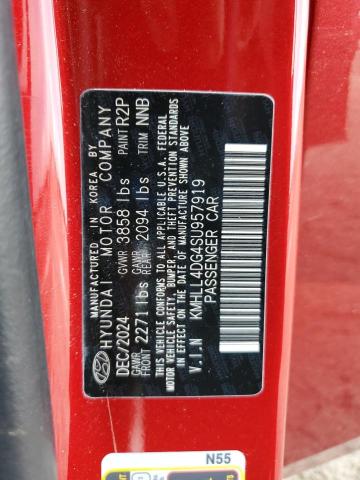 MANUFACTURED IN KOREA BY
HYUNDAI MOTOR COMPANY
DEC/2024 GVWR 3858 lbs PAINT R2P
GAWR FRONT 2271 lbs GAWR REAR 2094 lbs TRIM NNB
THIS VEHICLE CONFORMS TO ALL APPLICABLE U.S.A. FEDERAL
MOTOR VEHICLE SAFETY, BUMPER, AND THEFT PREVENTION STANDARDS
IN EFFECT ON THE DATE OF MANUFACTURE SHOWN ABOVE.
V.I.N KMHLL4DG4SU957919
PASSENGER CAR
N55